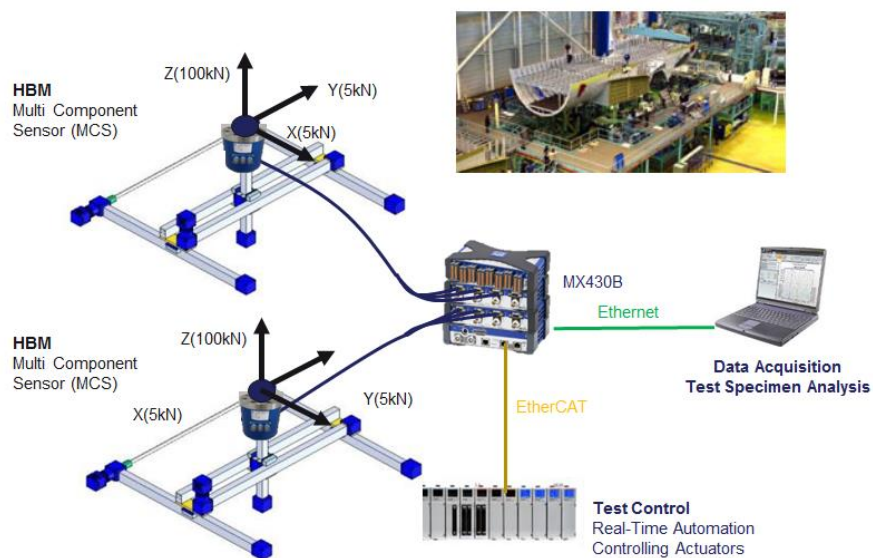 Z(100kN)
HBM
Multi Component
Sensor (MCS)
Y(5kN)
X(5kN)
MX430B
Ethernet
HBM
Multi Component
Sensor (MCS)
Z(100kN)
X(5kN)
Y(5kN)
Data Acquisition
Test Specimen Analysis
EtherCAT
Test Control
Real-Time Automation
Controlling Actuators